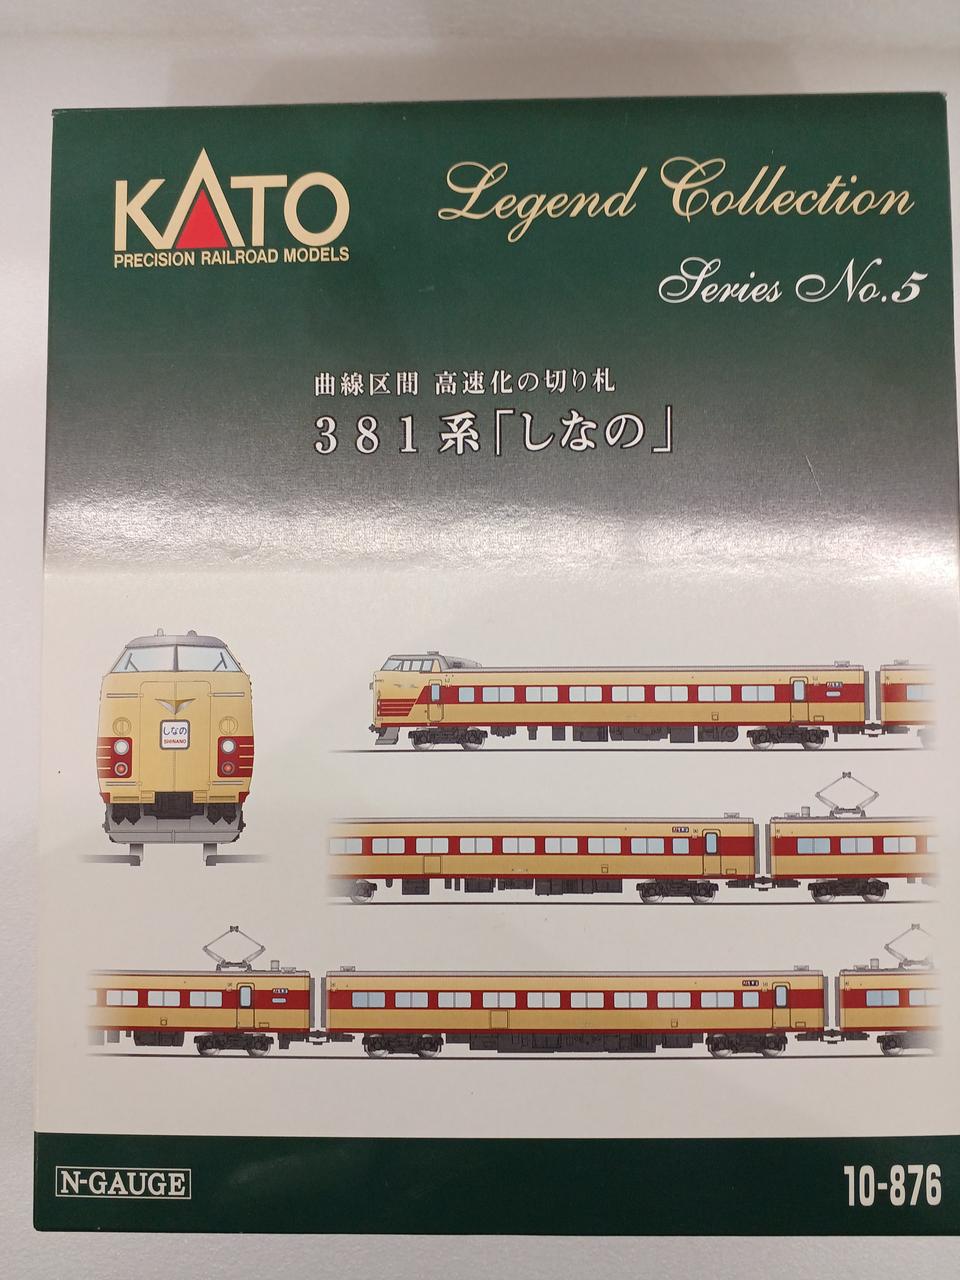 KATO
PRECISION RAILROAD MODELS
Legend Collection
Series No.5
曲線区間 高速化の切り札
381系「しなの」
しなの
SHINANO
N-GAUGE
10-876